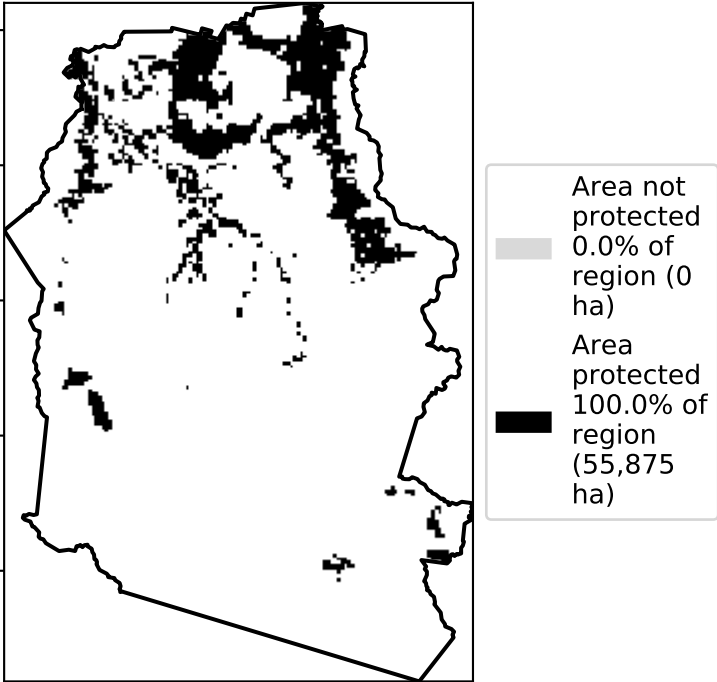 Area not
protected
0.0% of
region (0
ha)
Area
protected
100.0% of
region
(55,875
ha)